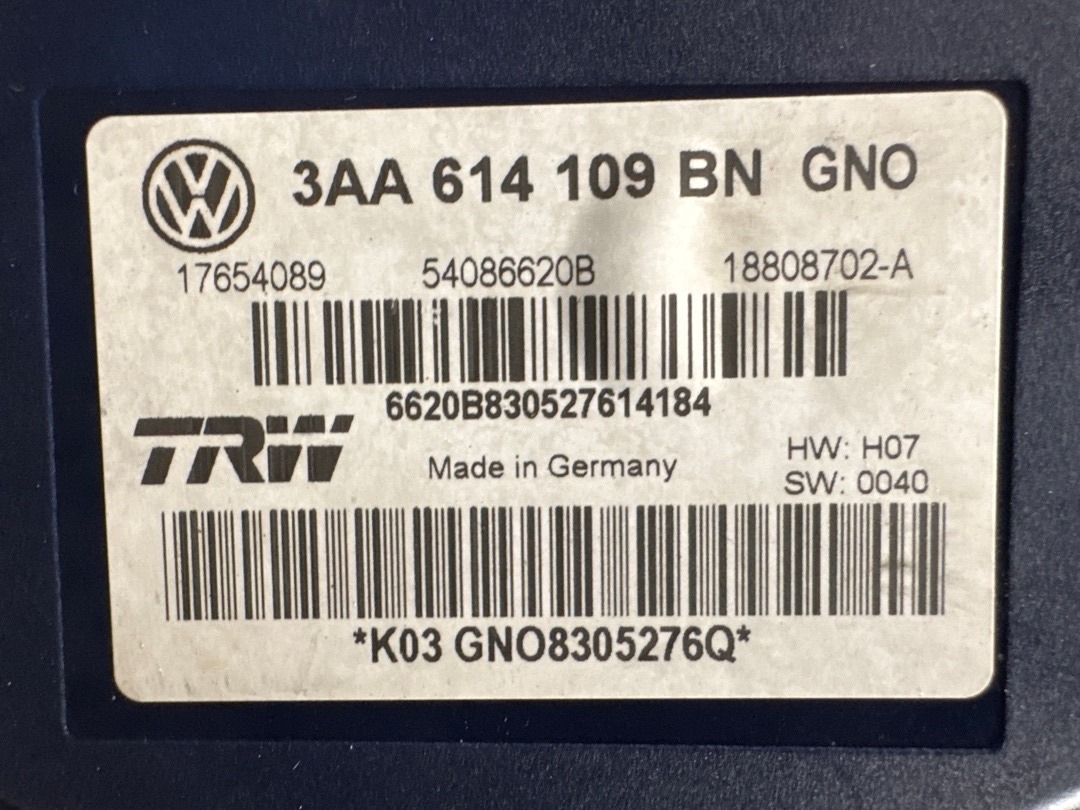 3AA 614 109 BN GNO
17654089 54086620B 18808702-A
6620B830527614184
TRW
Made in Germany
HW: H07
SW: 0040
*K03 GNO8305276Q*